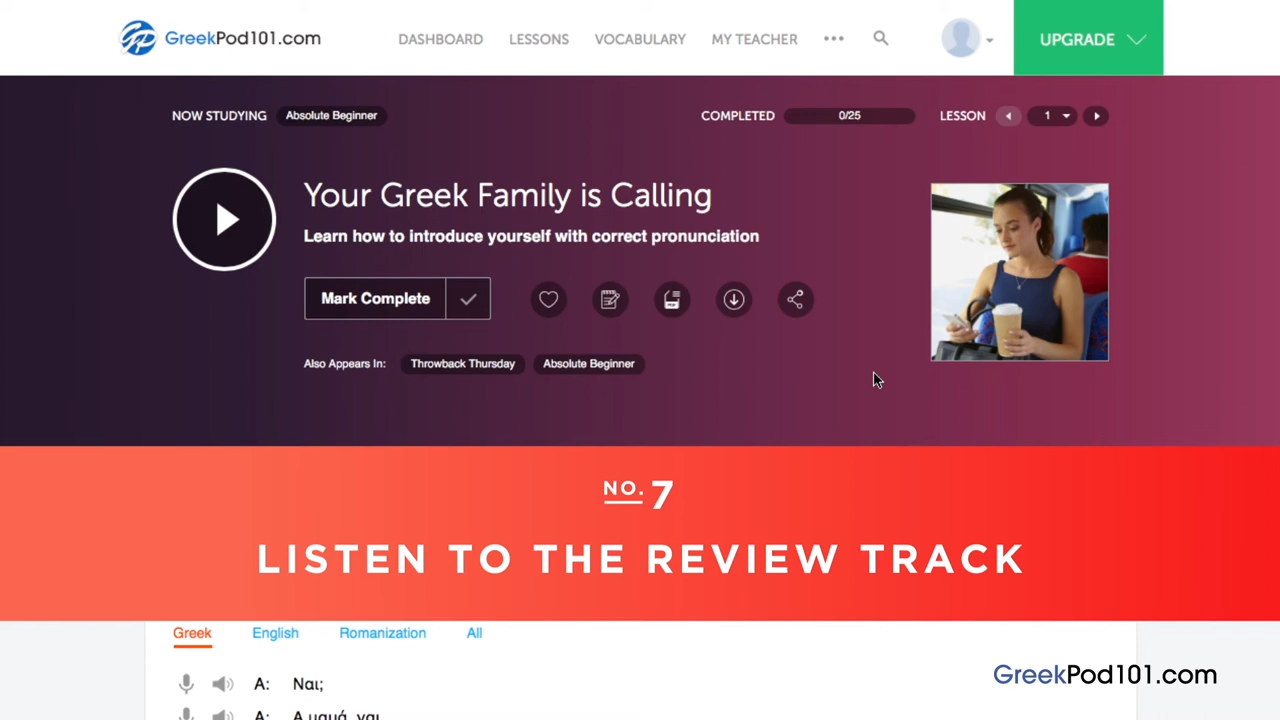 GreekPod101.com
DASHBOARD
LESSONS
VOCABULARY
MY TEACHER
UPGRADE
NOW STUDYING
Absolute Beginner
COMPLETED
0/25
LESSON
1
Your Greek Family is Calling
Learn how to introduce yourself with correct pronunciation
Mark Complete
Also Appears In:
Throwback Thursday
Absolute Beginner
NO. 7
LISTEN TO THE REVIEW TRACK
Greek
English
Romanization
All
A: Ναι;
GreekPod101.com
A: